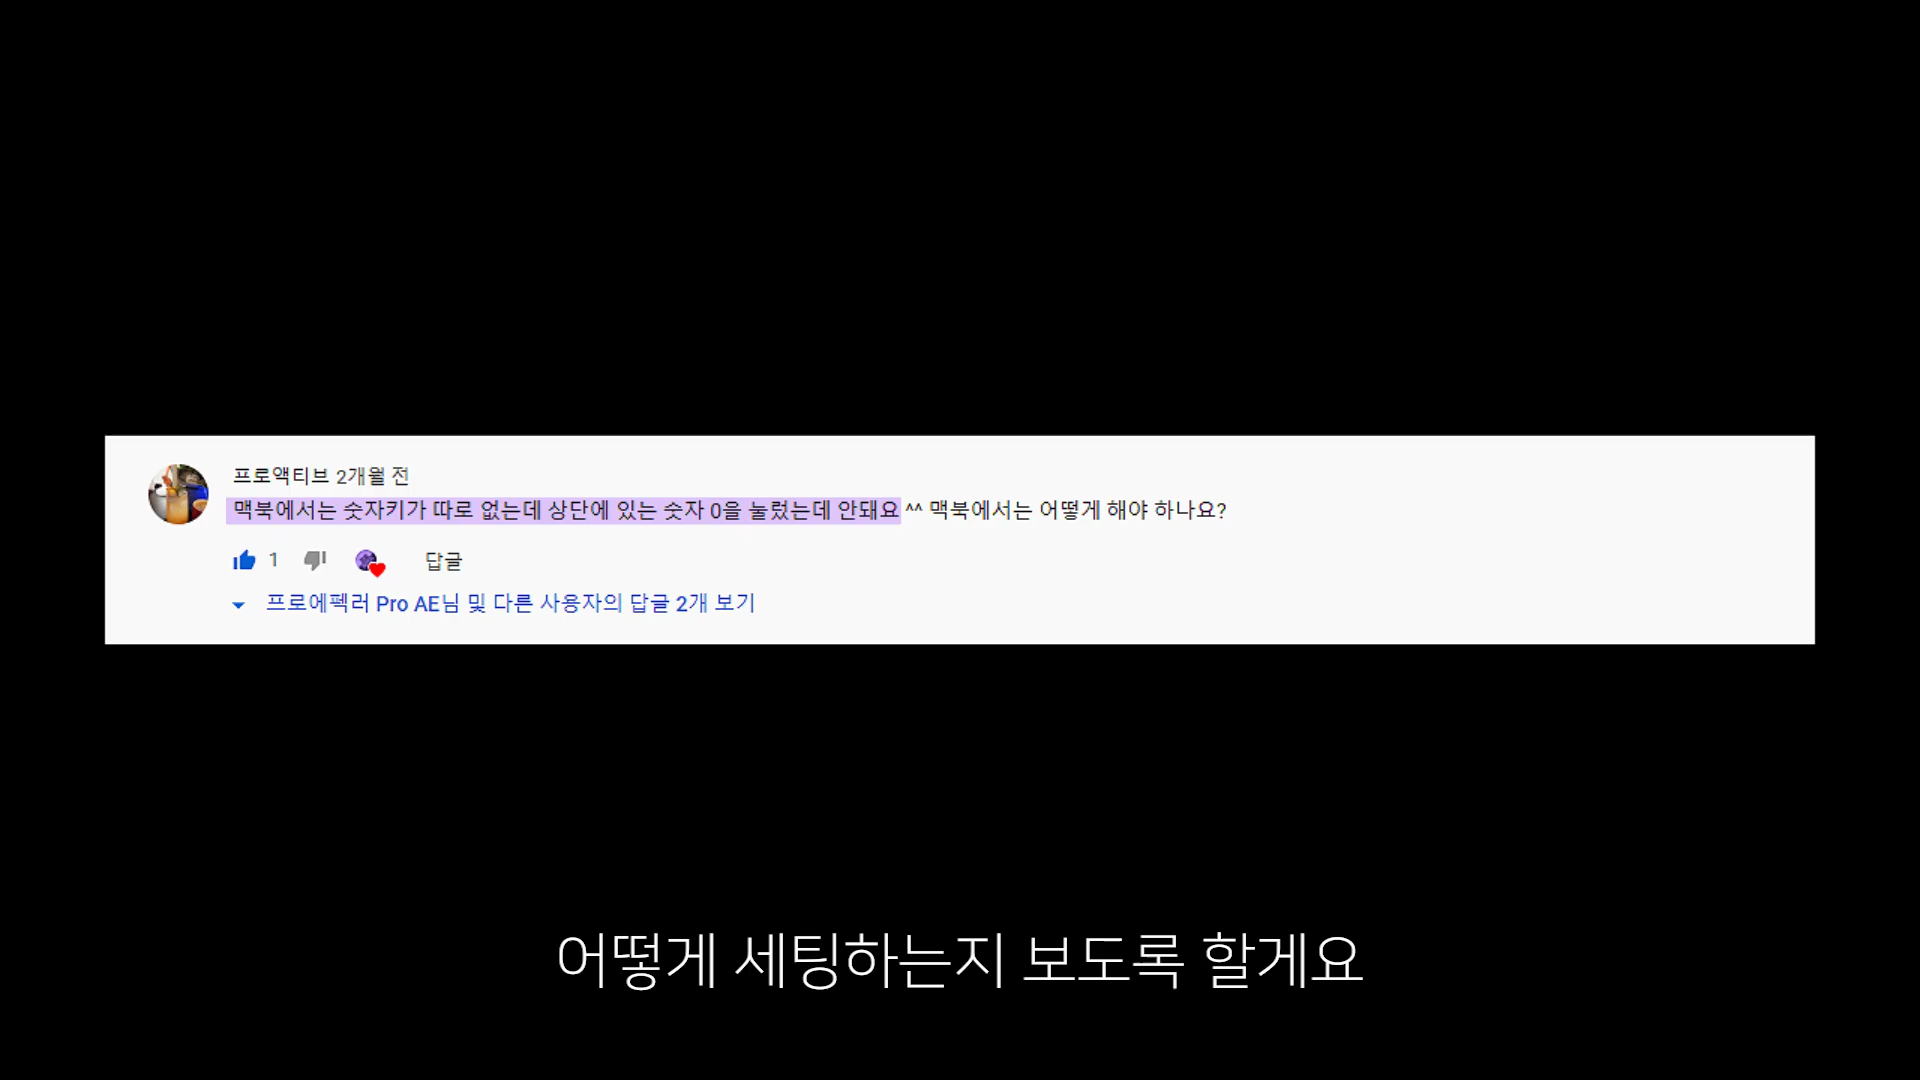 프로액티브 2개월 전
맥북에서는 숫자키가 따로 없는데 상단에 있는 숫자 0을 눌렀는데 안돼요 ^^ 맥북에서는 어떻게 해야 하나요?
1 답글
프로에펙러 Pro AE님 및 다른 사용자의 답글 2개 보기
어떻게 세팅하는지 보도록 할게요